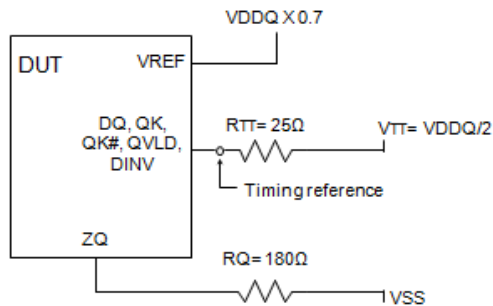 VDDQ X 0.7
DUT
VREF
DQ, QK,
QK#, QVLD,
DINV
RTT= 25Ω
VTT= VDDQ/2
Timing reference
ZQ
RQ= 180Ω
VSS